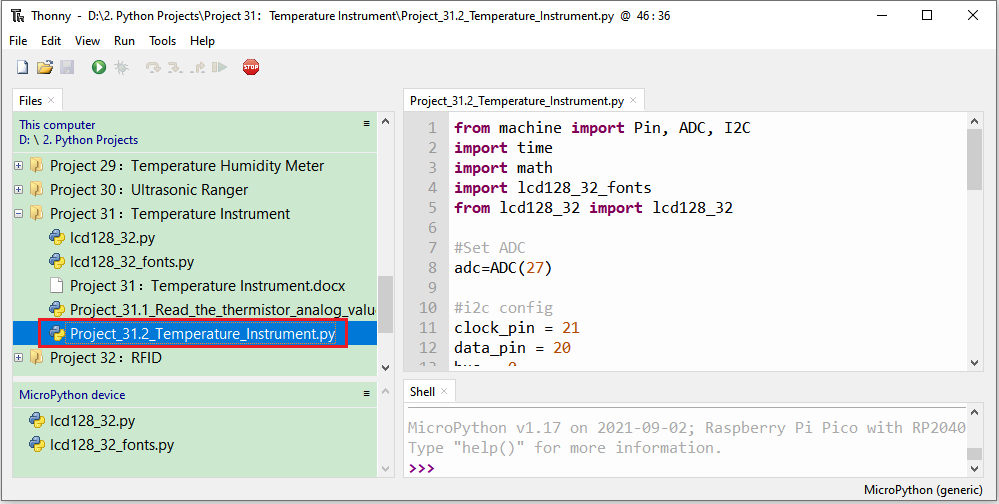 Thonny - D:\2. Python Projects\Project 31：Temperature Instrument\Project_31.2_Temperature_Instrument.py @ 46:36
File Edit View Run Tools Help
STOP
Files
This computer
D: \ 2. Python Projects
Project 29：Temperature Humidity Meter
Project 30：Ultrasonic Ranger
Project 31：Temperature Instrument
lcd128_32.py
lcd128_32_fonts.py
Project 31：Temperature Instrument.docx
Project_31.1_Read_the_thermistor_analog_valu
Project_31.2_Temperature_Instrument.py
Project 32：RFID
MicroPython device
lcd128_32.py
lcd128_32_fonts.py
Project_31.2_Temperature_Instrument.py
1 from machine import Pin, ADC, I2C
2 import time
3 import math
4 import lcd128_32_fonts
5 from lcd128_32 import lcd128_32
6
7 #Set ADC
8 adc=ADC(27)
9
10 #i2c config
11 clock_pin = 21
12 data_pin = 20
13 bus = 0
Shell
MicroPython v1.17 on 2021-09-02; Raspberry Pi Pico with RP2040
Type "help()" for more information.
>>>
MicroPython (generic)